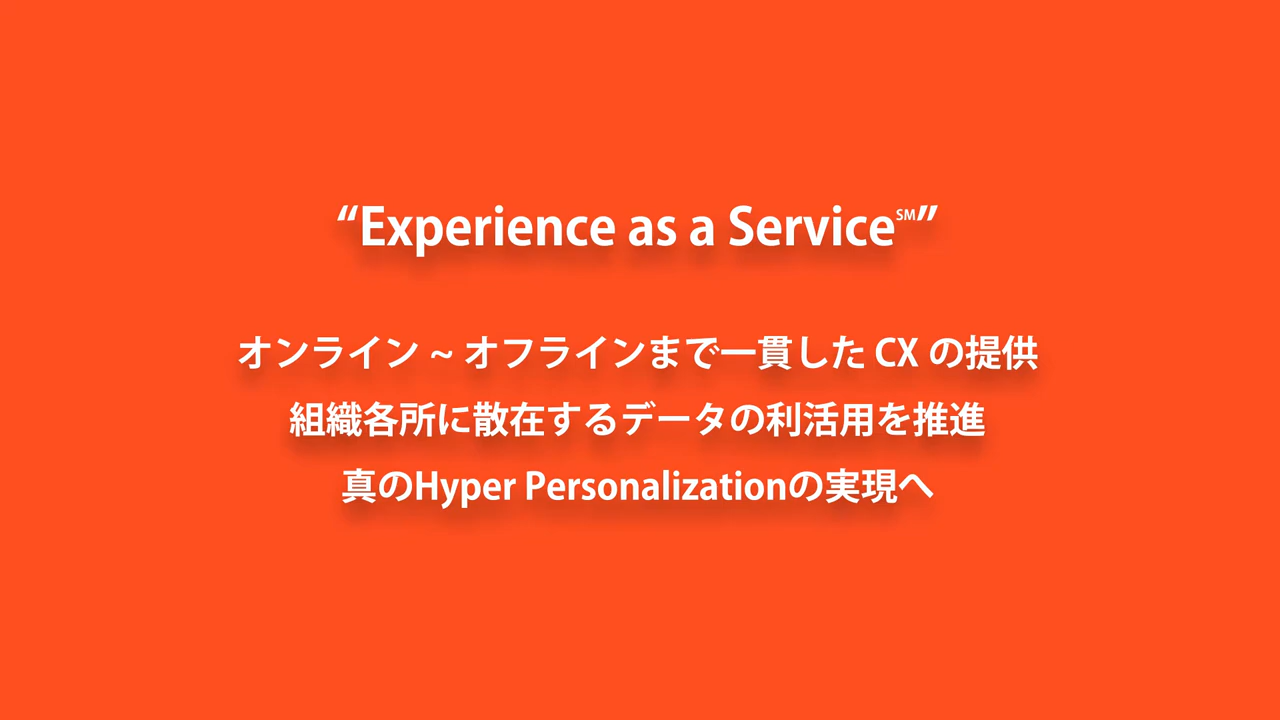 “Experience as a Service℠”
オンライン ~ オフラインまで一貫した CX の提供
組織各所に散在するデータの利活用を推進
真のHyper Personalizationの実現へ